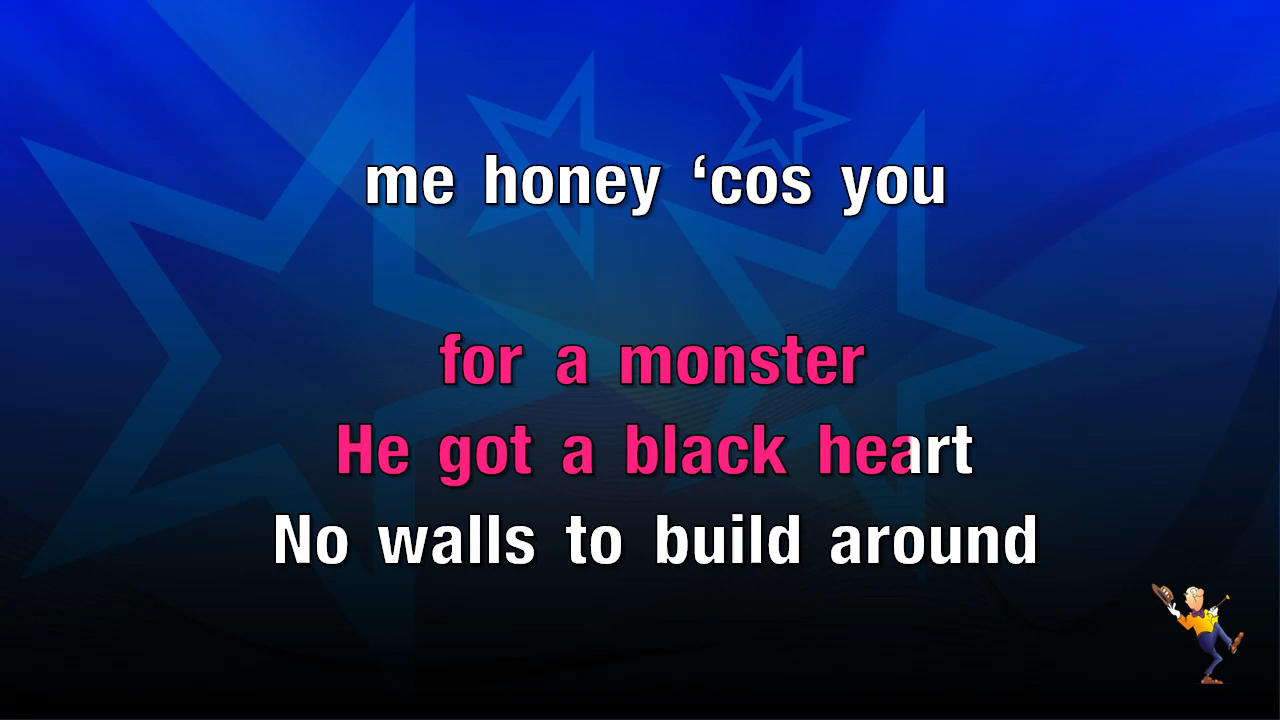 me honey ‘cos you
for a monster
He got a black heart
No walls to build around